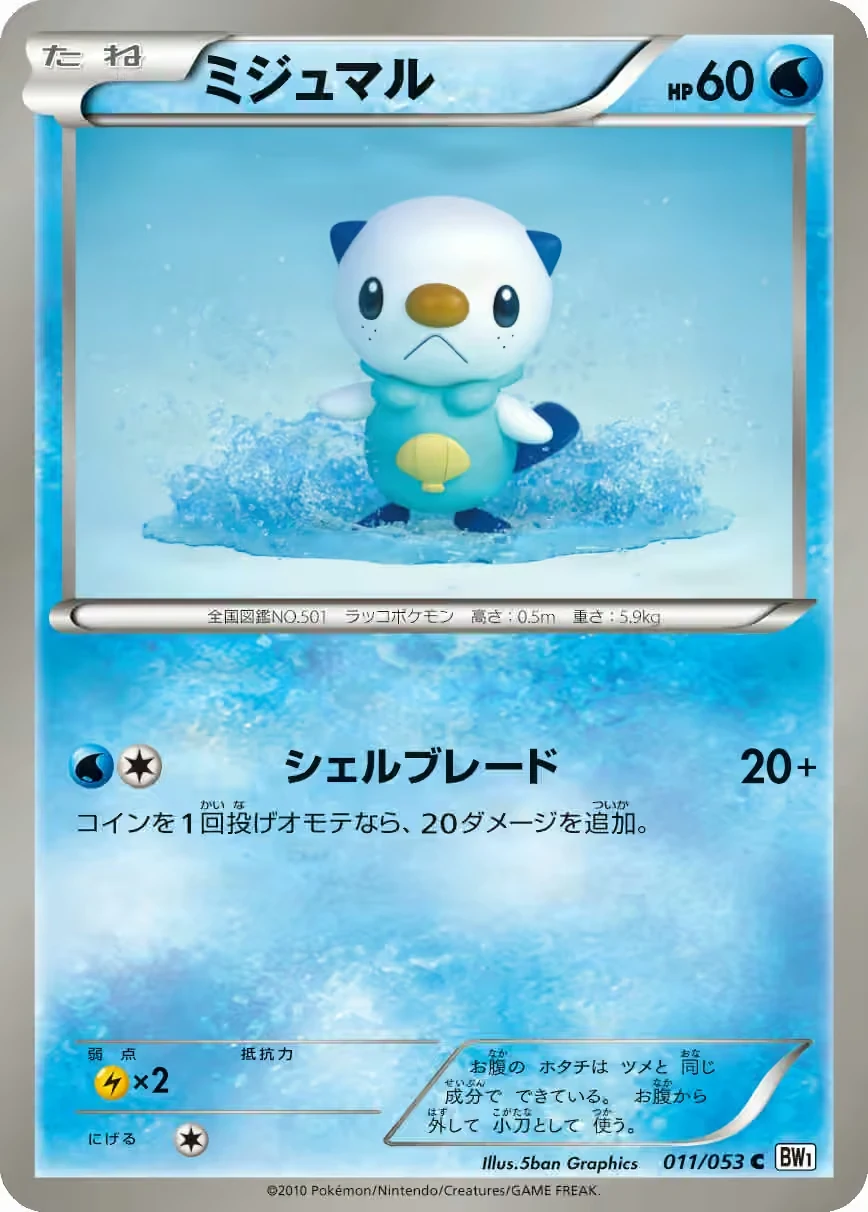 たね ミジュマル HP60
全国図鑑NO.501 ラッコポケモン 高さ:0.5m 重さ:5.9kg
シェルブレード 20+
コインを1回投げオモテなら、20ダメージを追加。
弱点 抵抗力
×2
にげる
お腹の ホタチは ツメと 同じ
成分で できている。 お腹から
外して 小刀として 使う。
Illus.5ban Graphics 011/053 C BW1
©2010 Pokémon/Nintendo/Creatures/GAME FREAK.